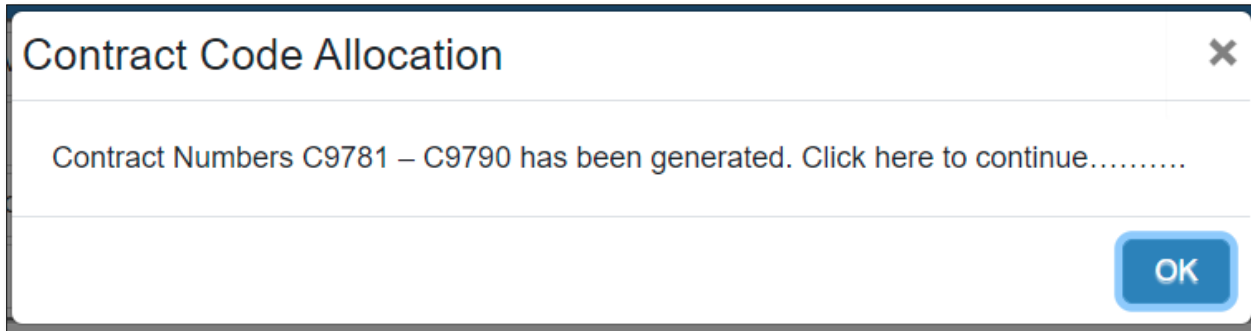 Contract Code Allocation
Contract Numbers C9781 – C9790 has been generated. Click here to continue……….
OK